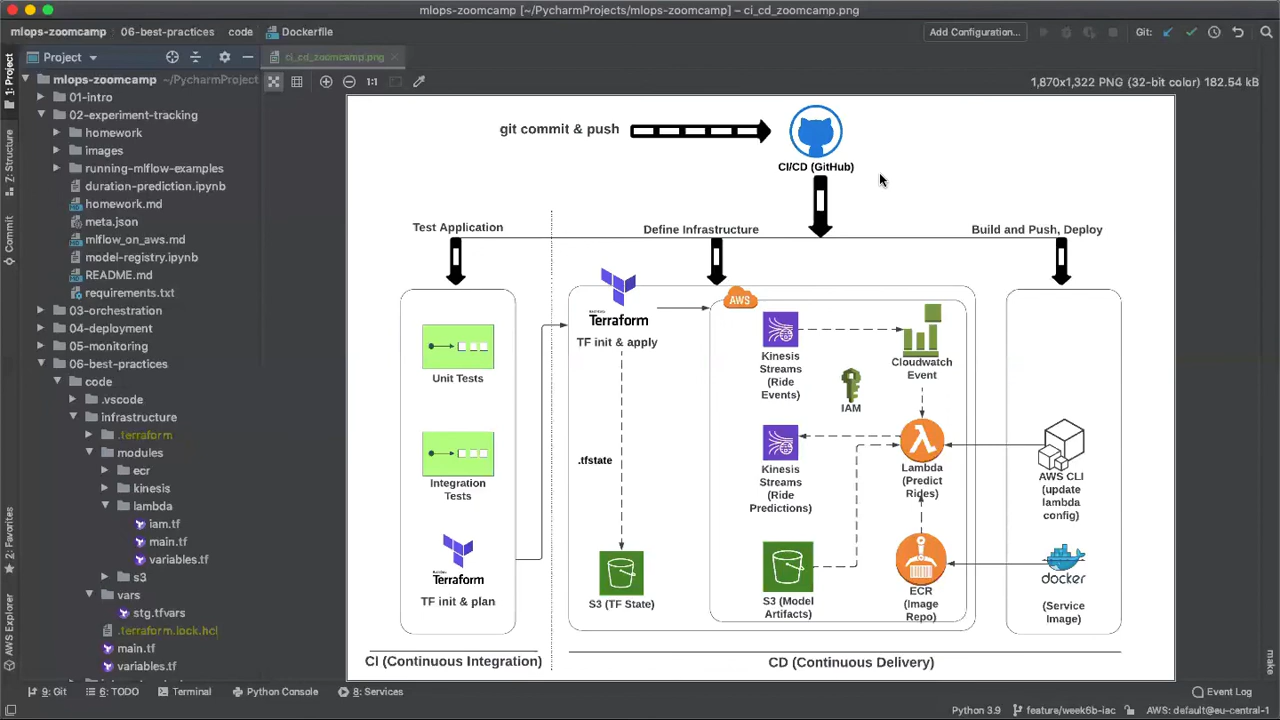 mlops-zoomcamp [~/PycharmProjects/mlops-zoomcamp] – ci_cd_zoomcamp.png
mlops-zoomcamp
06-best-practices
code
Dockerfile
Add Configuration...
Git:
Project
ci_cd_zoomcamp.png
1:1
1,870x1,322 PNG (32-bit color) 182.54 kB
1: Project
7: Structure
Commit
2: Favorites
AWS Explorer
make
mlops-zoomcamp ~/PycharmProject
01-intro
02-experiment-tracking
homework
images
running-mlflow-examples
duration-prediction.ipynb
homework.md
meta.json
mlflow_on_aws.md
model-registry.ipynb
README.md
requirements.txt
03-orchestration
04-deployment
05-monitoring
06-best-practices
code
.vscode
infrastructure
.terraform
modules
ecr
kinesis
lambda
iam.tf
main.tf
variables.tf
s3
vars
stg.tfvars
.terraform.lock.hcl
main.tf
variables.tf
git commit & push
CI/CD (GitHub)
Test Application
Define Infrastructure
Build and Push, Deploy
Unit Tests
Integration
Tests
HashiCorp
Terraform
TF init & plan
HashiCorp
Terraform
TF init & apply
.tfstate
S3 (TF State)
AWS
Kinesis
Streams
(Ride
Events)
Cloudwatch
Event
IAM
Kinesis
Streams
(Ride
Predictions)
Lambda
(Predict
Rides)
S3 (Model
Artifacts)
ECR
(Image
Repo)
AWS CLI
(update
lambda
config)
docker
(Service
Image)
CI (Continuous Integration)
CD (Continuous Delivery)
9: Git
6: TODO
Terminal
Python Console
8: Services
Event Log
Python 3.9
feature/week6b-iac
AWS: default@eu-central-1